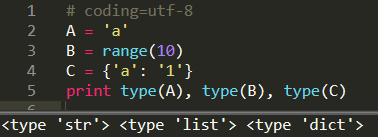 1 # coding=utf-8
2 A = 'a'
3 B = range(10)
4 C = {'a': '1'}
5 print type(A), type(B), type(C)
6
<type 'str'> <type 'list'> <type 'dict'>